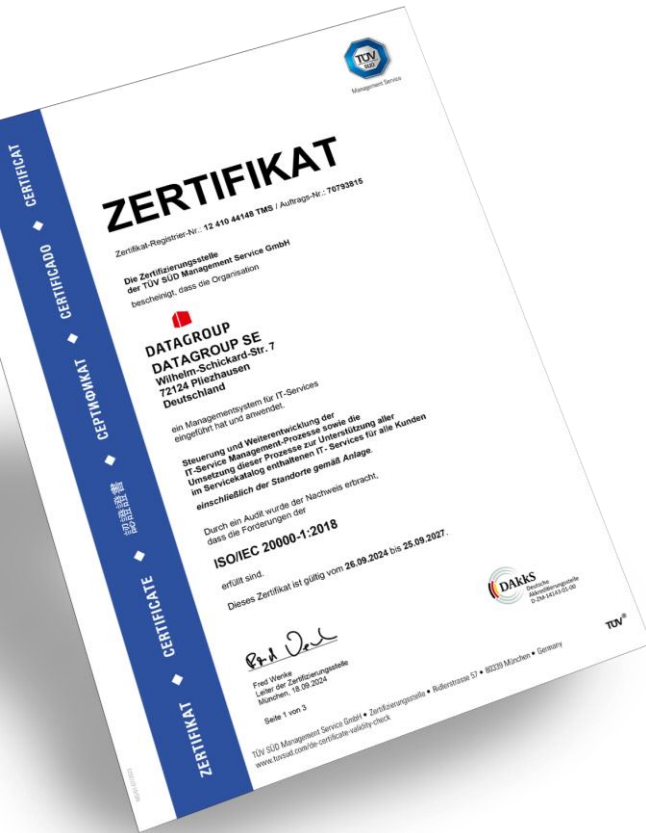 TÜV
SÜD
Management Service
ZERTIFIKAT
Zertifikat-Registrier-Nr.: 12 410 44148 TMS / Auftrags-Nr.: 70793815
Die Zertifizierungsstelle
der TÜV SÜD Management Service GmbH
bescheinigt, dass die Organisation
DATAGROUP
DATAGROUP SE
Wilhelm-Schickard-Str. 7
72124 Pliezhausen
Deutschland
ein Managementsystem für IT-Services
eingeführt hat und anwendet.
Steuerung und Weiterentwicklung der
IT-Service Management-Prozesse sowie die
Umsetzung dieser Prozesse zur Unterstützung aller
im Servicekatalog enthaltenen IT- Services für alle Kunden
einschließlich der Standorte gemäß Anlage.
Durch ein Audit wurde der Nachweis erbracht,
dass die Forderungen der
ISO/IEC 20000-1:2018
erfüllt sind.
Dieses Zertifikat ist gültig vom 26.09.2024 bis 25.09.2027.
DAkkS
Deutsche
Akkreditierungsstelle
D-ZM-14143-01-00
Fred Wenke
Leiter der Zertifizierungsstelle
München, 18.09.2024
Seite 1 von 3
TÜV®
TÜV SÜD Management Service GmbH • Zertifizierungsstelle • Ridlerstrasse 57 • 80339 München • Germany
www.tuvsud.com/de-certificate-validity-check
ZERTIFIKAT ◆ CERTIFICATE ◆ 認證證書 ◆ СЕРТИФИКАТ ◆ CERTIFICADO ◆ CERTIFICAT